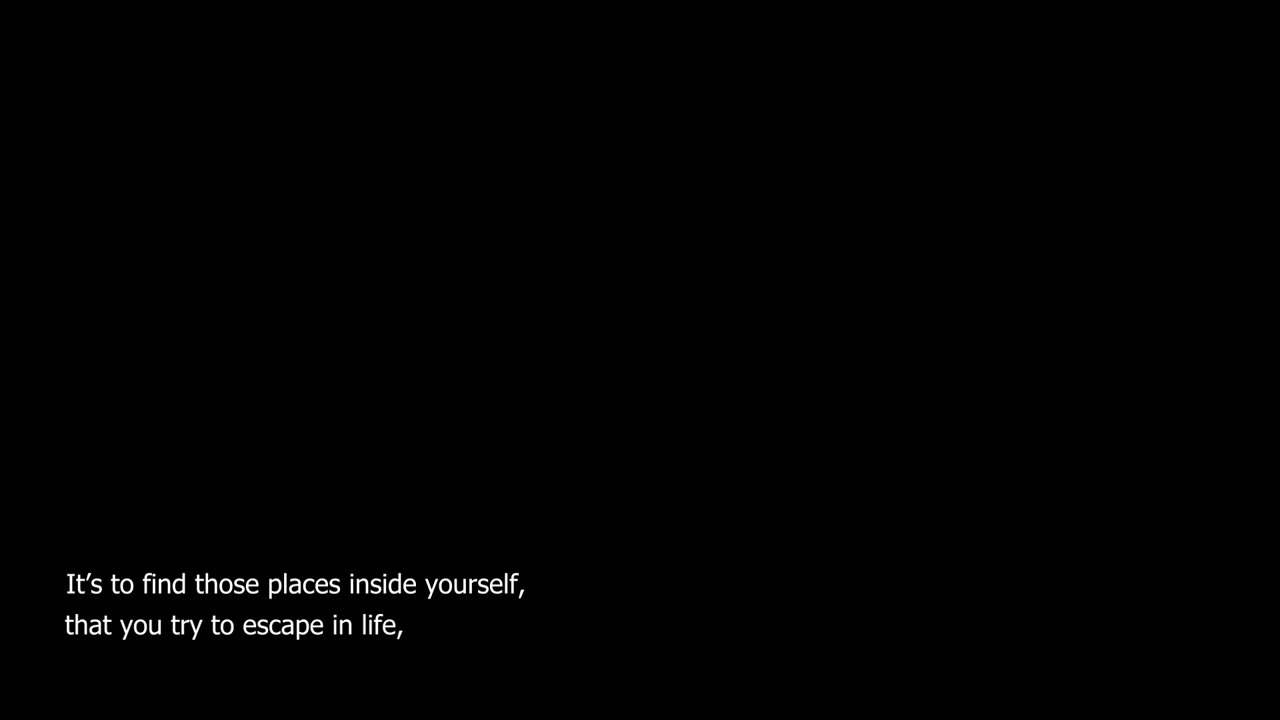 It’s to find those places inside yourself,
that you try to escape in life,